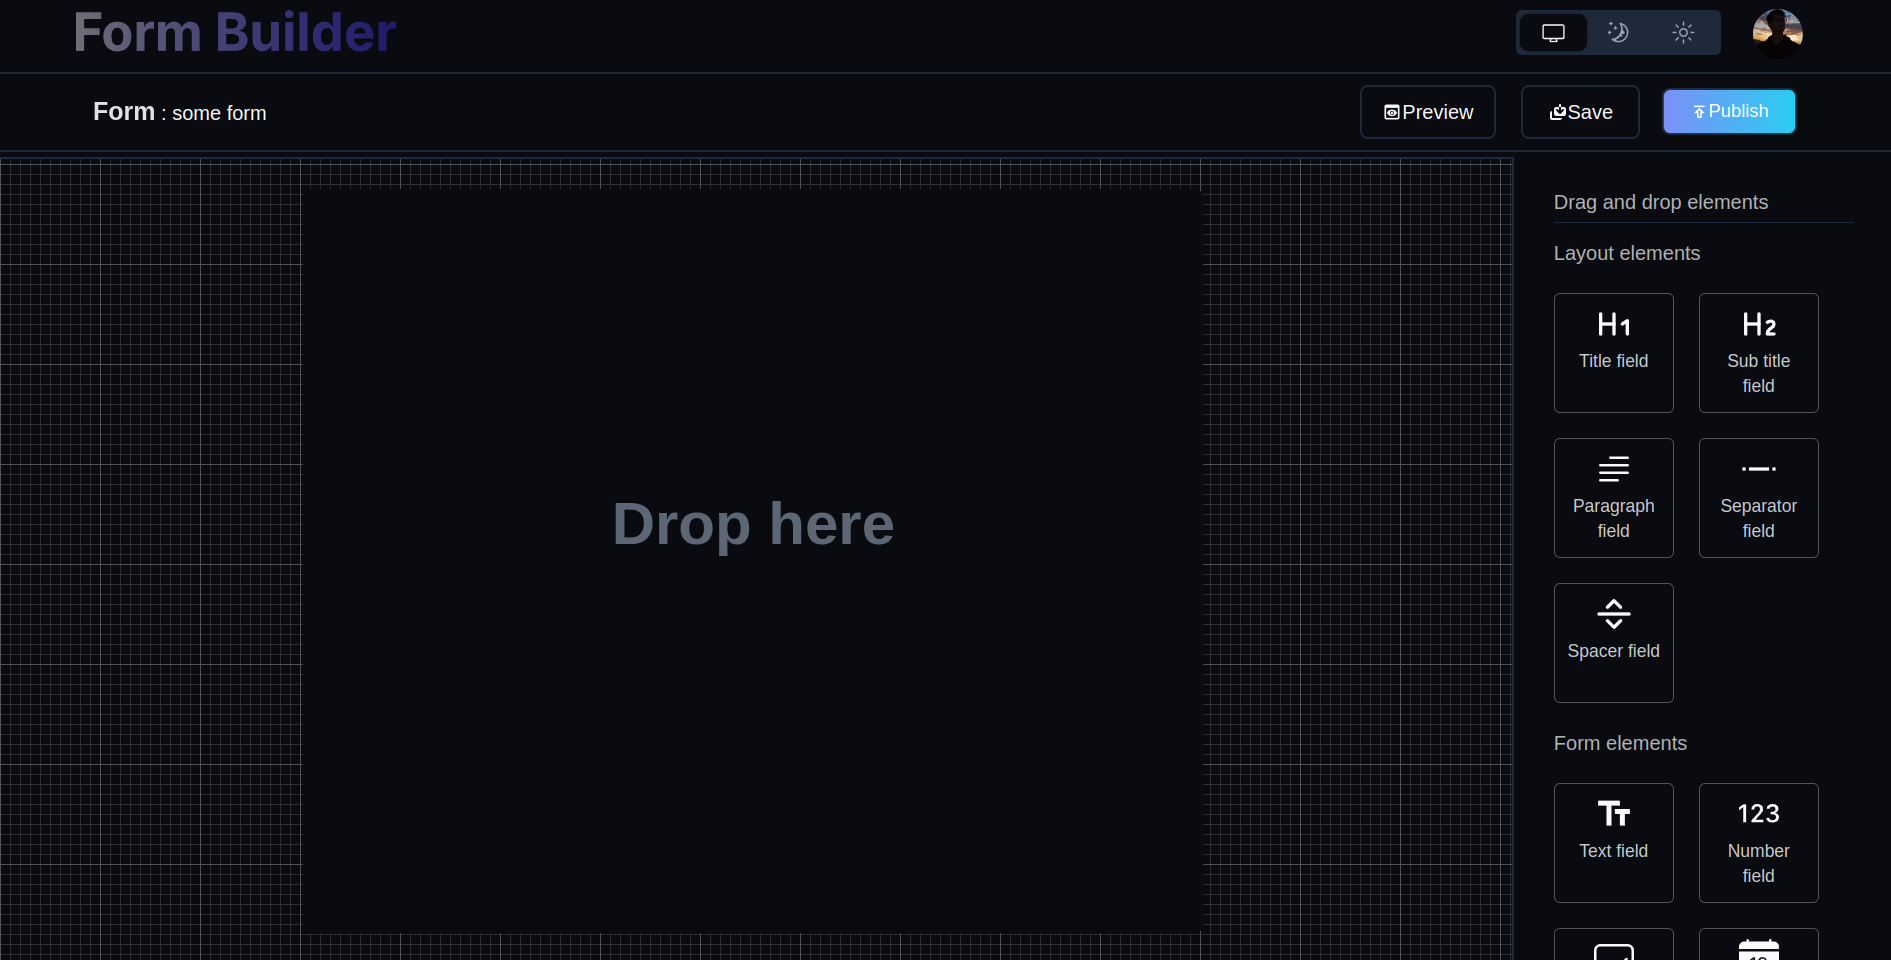 Form Builder
Form : some form
Preview
Save
Publish
Drop here
Drag and drop elements
Layout elements
H1
Title field
H2
Sub title
field
Paragraph
field
Separator
field
Spacer field
Form elements
Tт
Text field
123
Number
field